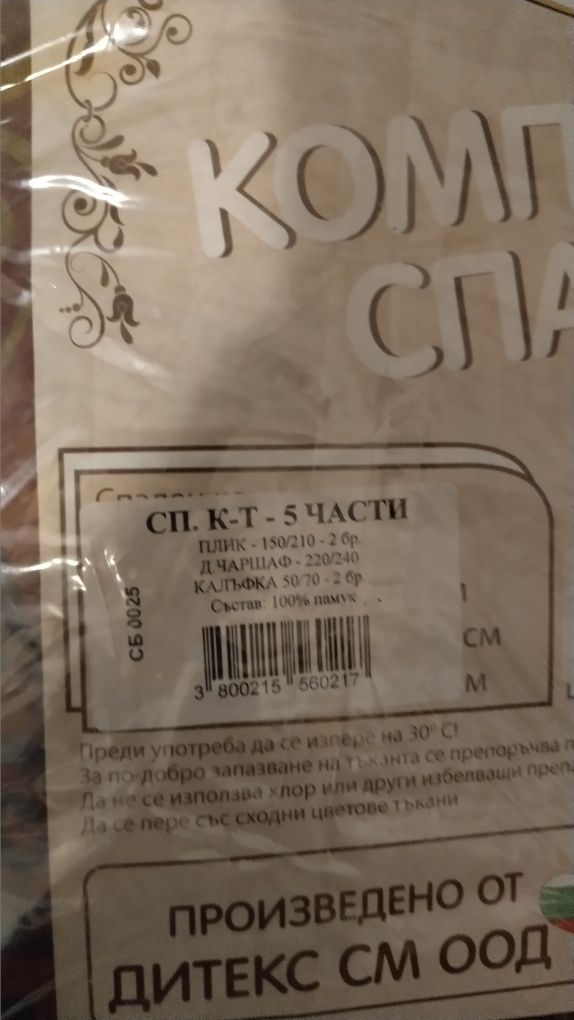 КОМП
СПА
Спален
СП. К-Т - 5 ЧАСТИ
ПЛИК - 150/210 - 2 бр.
Д.ЧАРШАФ - 220/240
КАЛЪФКА 50/70 - 2 бр.
Състав: 100% памук
СБ0025
3 800215 560217
СМ
М
Преди употреба да се изпере на 30° С!
За по-добро запазване на тъканта се препоръчва п
Да не се използва хлор или други избелващи препа
Да се пере със сходни цветове тъкани
ПРОИЗВЕДЕНО ОТ
ДИТЕКС СМ ООД